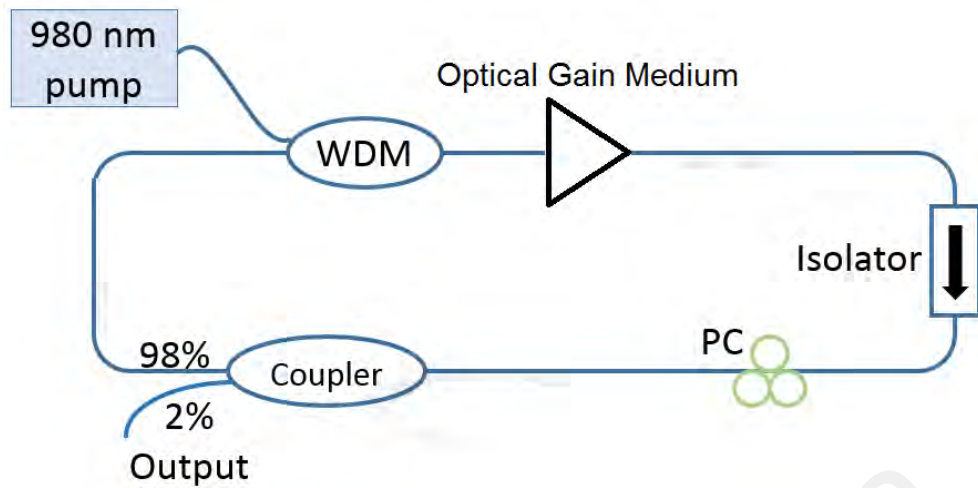 980 nm
pump
Optical Gain Medium
WDM
Isolator
PC
98%
Coupler
2%
Output